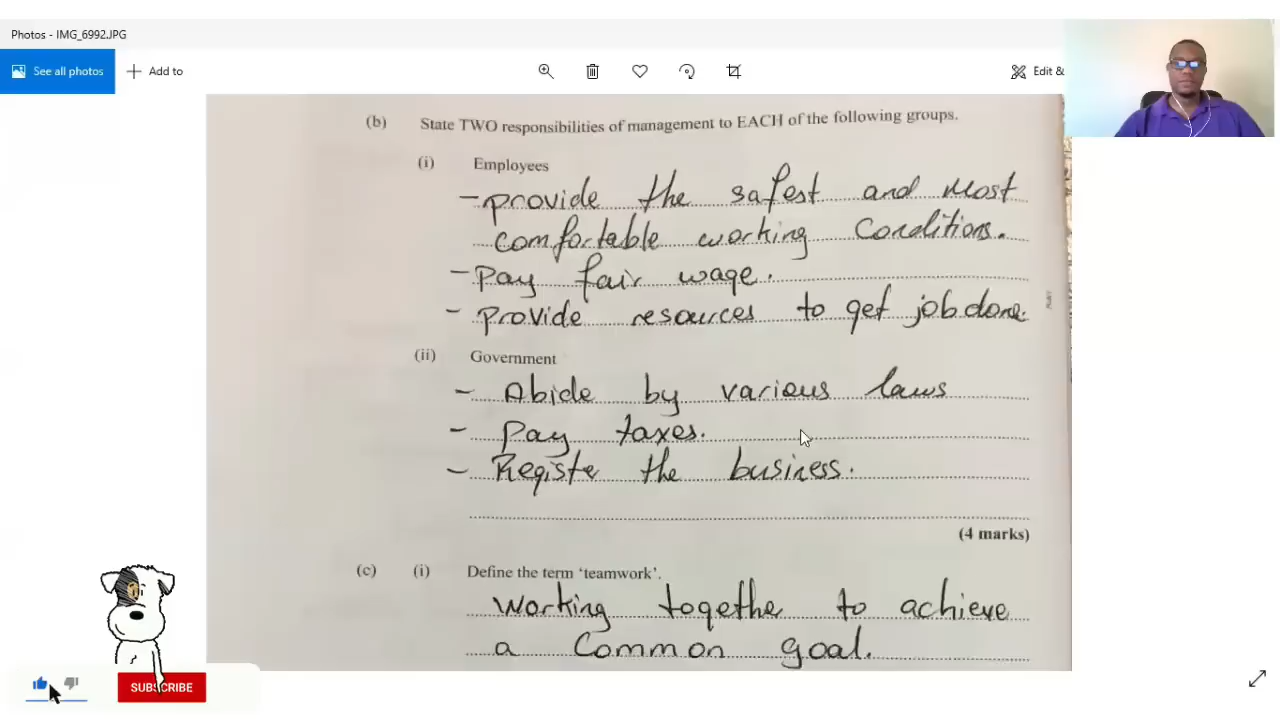 Photos - IMG_6992.JPG
See all photos
Add to
Edit &
(b) State TWO responsibilities of management to EACH of the following groups.
(i) Employees
- provide the safest and most
comfortable working conditions.
- pay fair wage.
- provide resources to get job done.
(ii) Government
- Abide by various laws
- Pay taxes.
- Registe the business.
(4 marks)
(c) (i) Define the term ‘teamwork’.
Working togethe to achieve
a common goal.
SUBSCRIBE